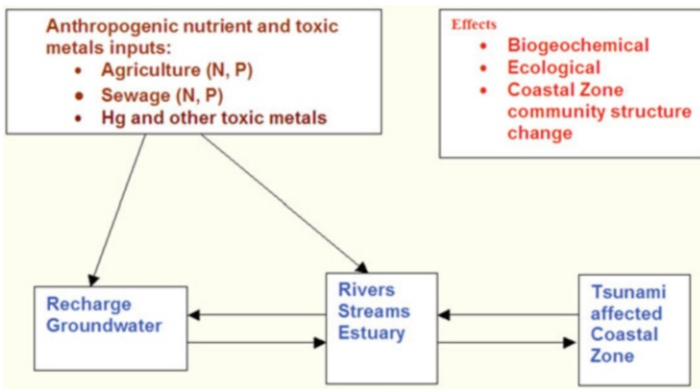 Anthropogenic nutrient and toxic
metals inputs:
• Agriculture (N, P)
• Sewage (N, P)
• Hg and other toxic metals
Effects
• Biogeochemical
• Ecological
• Coastal Zone
community structure
change
Recharge
Groundwater
Rivers
Streams
Estuary
Tsunami
affected
Coastal
Zone